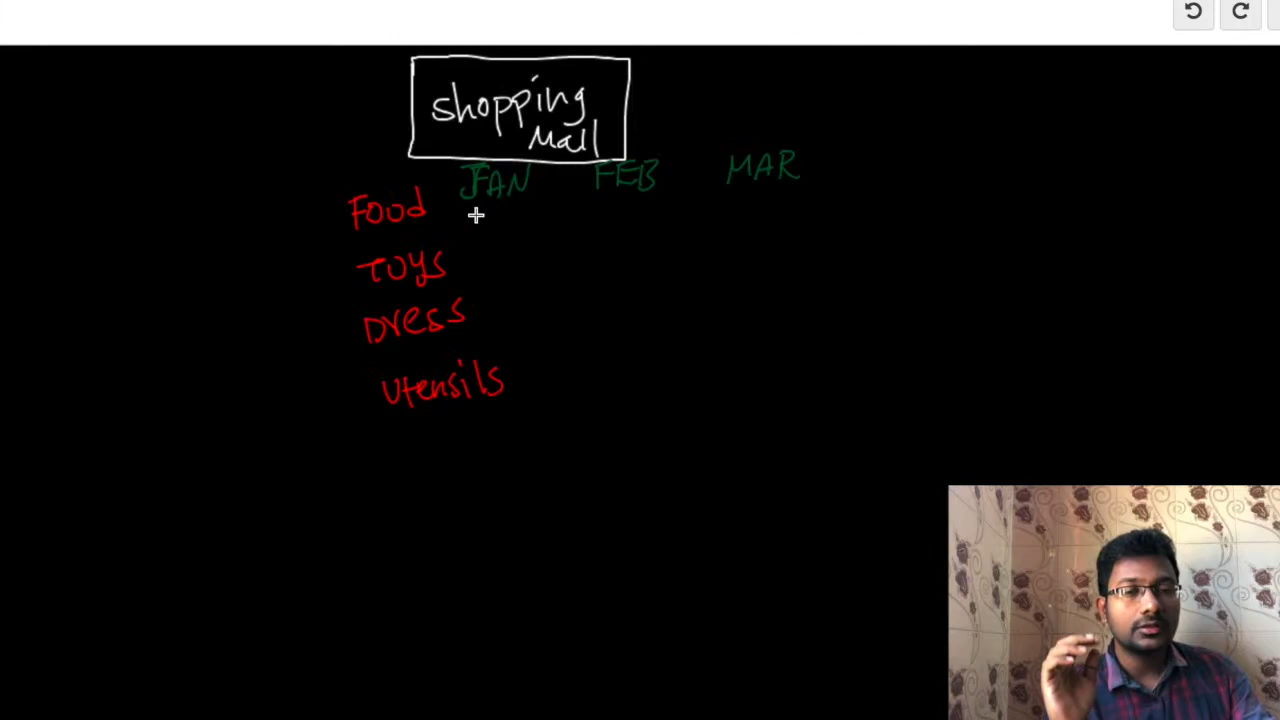 shopping
Mall
JAN FEB MAR
Food
Toys
Dress
Utensils